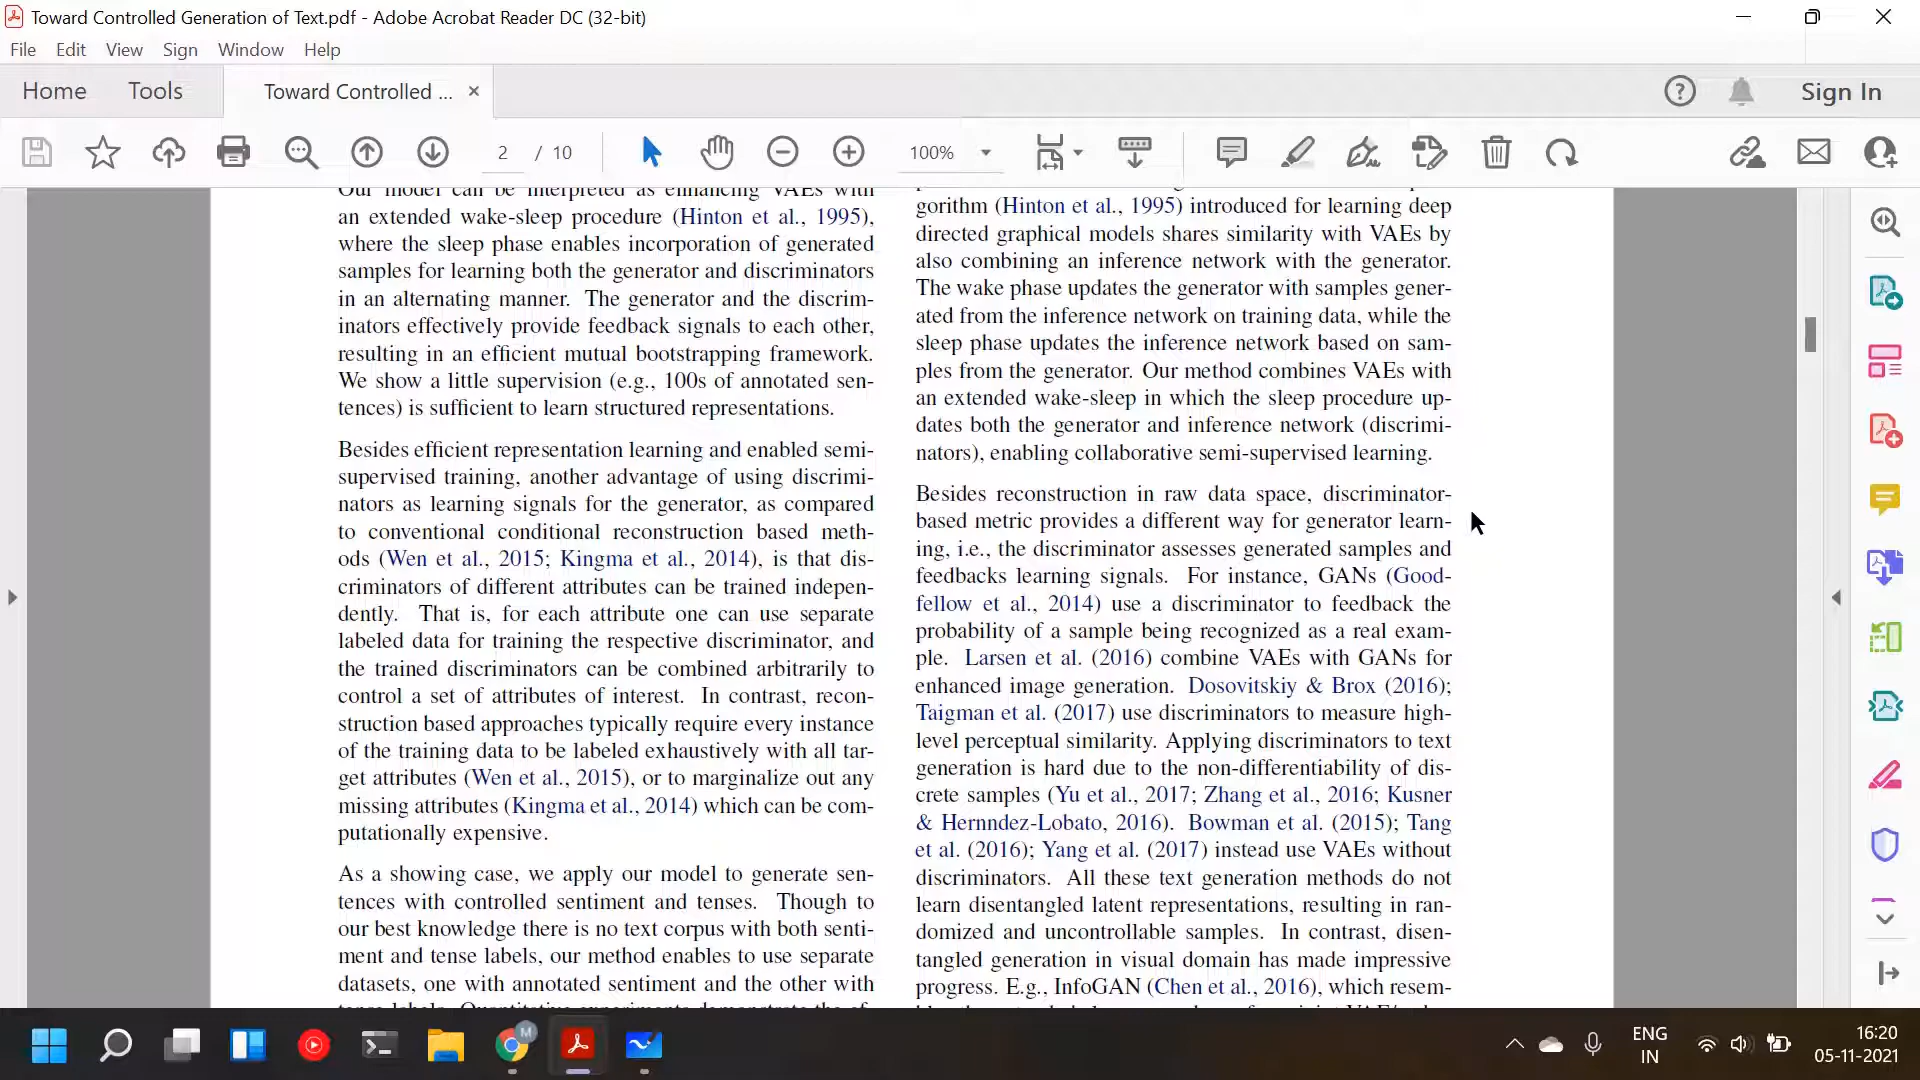 Toward Controlled Generation of Text.pdf - Adobe Acrobat Reader DC (32-bit)
File Edit View Sign Window Help
Home Tools Toward Controlled ... × Sign In
2 / 10 100%
Our model can be interpreted as enhancing VAEs with
an extended wake-sleep procedure (Hinton et al., 1995),
where the sleep phase enables incorporation of generated
samples for learning both the generator and discriminators
in an alternating manner. The generator and the discrim-
inators effectively provide feedback signals to each other,
resulting in an efficient mutual bootstrapping framework.
We show a little supervision (e.g., 100s of annotated sen-
tences) is sufficient to learn structured representations.
Besides efficient representation learning and enabled semi-
supervised training, another advantage of using discrimi-
nators as learning signals for the generator, as compared
to conventional conditional reconstruction based meth-
ods (Wen et al., 2015; Kingma et al., 2014), is that dis-
criminators of different attributes can be trained indepen-
dently. That is, for each attribute one can use separate
labeled data for training the respective discriminator, and
the trained discriminators can be combined arbitrarily to
control a set of attributes of interest. In contrast, recon-
struction based approaches typically require every instance
of the training data to be labeled exhaustively with all tar-
get attributes (Wen et al., 2015), or to marginalize out any
missing attributes (Kingma et al., 2014) which can be com-
putationally expensive.
As a showing case, we apply our model to generate sen-
tences with controlled sentiment and tenses. Though to
our best knowledge there is no text corpus with both senti-
ment and tense labels, our method enables to use separate
datasets, one with annotated sentiment and the other with
gorithm (Hinton et al., 1995) introduced for learning deep
directed graphical models shares similarity with VAEs by
also combining an inference network with the generator.
The wake phase updates the generator with samples gener-
ated from the inference network on training data, while the
sleep phase updates the inference network based on sam-
ples from the generator. Our method combines VAEs with
an extended wake-sleep in which the sleep procedure up-
dates both the generator and inference network (discrimi-
nators), enabling collaborative semi-supervised learning.
Besides reconstruction in raw data space, discriminator-
based metric provides a different way for generator learn-
ing, i.e., the discriminator assesses generated samples and
feedbacks learning signals. For instance, GANs (Good-
fellow et al., 2014) use a discriminator to feedback the
probability of a sample being recognized as a real exam-
ple. Larsen et al. (2016) combine VAEs with GANs for
enhanced image generation. Dosovitskiy & Brox (2016);
Taigman et al. (2017) use discriminators to measure high-
level perceptual similarity. Applying discriminators to text
generation is hard due to the non-differentiability of dis-
crete samples (Yu et al., 2017; Zhang et al., 2016; Kusner
& Hernndez-Lobato, 2016). Bowman et al. (2015); Tang
et al. (2016); Yang et al. (2017) instead use VAEs without
discriminators. All these text generation methods do not
learn disentangled latent representations, resulting in ran-
domized and uncontrollable samples. In contrast, disen-
tangled generation in visual domain has made impressive
progress. E.g., InfoGAN (Chen et al., 2016), which resem-
M
ENG
IN
16:20
05-11-2021